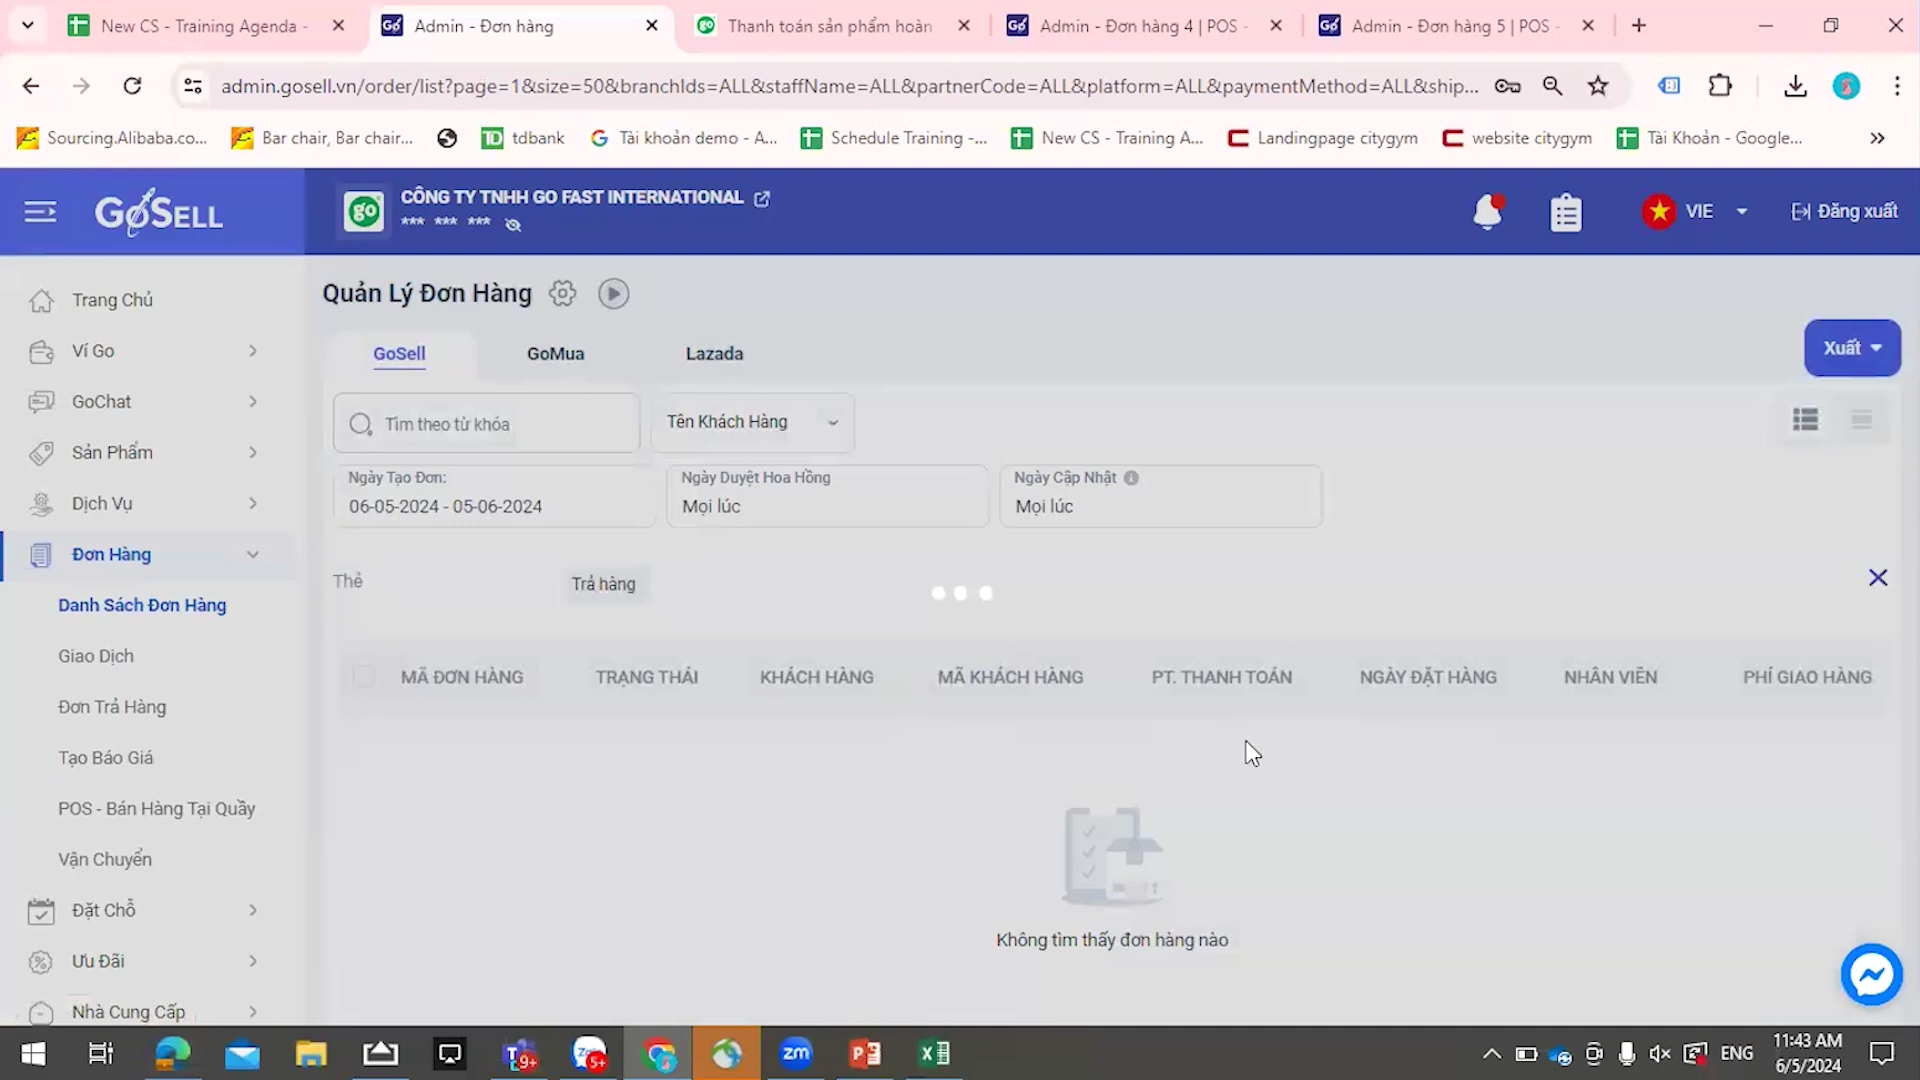 New CS - Training Agenda -
Admin - Đơn hàng
Thanh toán sản phẩm hoàn
Admin - Đơn hàng 4 | POS -
Admin - Đơn hàng 5 | POS -
admin.gosell.vn/order/list?page=1&size=50&branchIds=ALL&staffName=ALL&partnerCode=ALL&platform=ALL&paymentMethod=ALL&ship...
Sourcing.Alibaba.co...
Bar chair, Bar chair...
tdbank
Tài khoản demo - A...
Schedule Training -...
New CS - Training A...
Landingpage citygym
website citygym
Tài Khoản - Google...
GOSELL
go
CÔNG TY TNHH GO FAST INTERNATIONAL
*** *** ***
VIE
Đăng xuất
Trang Chủ
Ví Go
GoChat
Sản Phẩm
Dịch Vụ
Đơn Hàng
Danh Sách Đơn Hàng
Giao Dịch
Đơn Trả Hàng
Tạo Báo Giá
POS - Bán Hàng Tại Quầy
Vận Chuyển
Đặt Chỗ
Ưu Đãi
Nhà Cung Cấp
Quản Lý Đơn Hàng
GoSell
GoMua
Lazada
Xuất
Tìm theo từ khóa
Tên Khách Hàng
Ngày Tạo Đơn:
06-05-2024 - 05-06-2024
Ngày Duyệt Hoa Hồng
Mọi lúc
Ngày Cập Nhật
Mọi lúc
Thẻ
Trả hàng
MÃ ĐƠN HÀNG
TRẠNG THÁI
KHÁCH HÀNG
MÃ KHÁCH HÀNG
PT. THANH TOÁN
NGÀY ĐẶT HÀNG
NHÂN VIÊN
PHÍ GIAO HÀNG
Không tìm thấy đơn hàng nào
9+
5+
zm
ENG
11:43 AM
6/5/2024